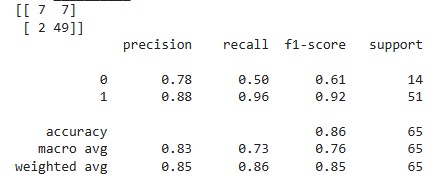 [[ 7 7]
[ 2 49]]
precision recall f1-score support
0 0.78 0.50 0.61 14
1 0.88 0.96 0.92 51
accuracy 0.86 65
macro avg 0.83 0.73 0.76 65
weighted avg 0.85 0.86 0.85 65